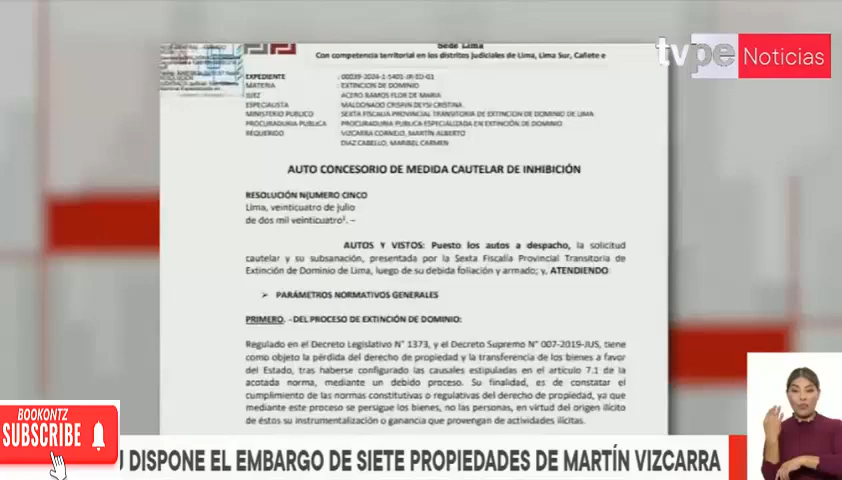 Sede Lima
Con competencia territorial en los distritos judiciales de Lima, Lima Sur, Cañete e
tvpe Noticias
EXPEDIENTE : 00039-2024-1-5401-JR-ED-01
MATERIA : EXTINCION DE DOMINIO
JUEZ : ACERO RAMOS FLOR DE MARIA
ESPECIALISTA : MALDONADO CRISPIN DEYSI CRISTINA.
MINISTERIO PUBLICO : SEXTA FISCALIA PROVINCIAL TRANSITORIA DE EXTINCION DE DOMINIO DE LIMA
PROCURADURIA PUBLICA : PROCURADURIA PUBLICA ESPECIALIZADA EN EXTINCIÓN DE DOMINIO
REQUERIDO : VIZCARRA CORNEJO, MARTÍN ALBERTO
DIAZ CABELLO, MARIBEL CARMEN
AUTO CONCESORIO DE MEDIDA CAUTELAR DE INHIBICIÓN
RESOLUCIÓN NÚMERO CINCO
Lima, veinticuatro de julio
de dos mil veinticuatro¹. –
AUTOS Y VISTOS: Puesto los autos a despacho, la solicitud
cautelar y su subsanación, presentada por la Sexta Fiscalía Provincial Transitoria de
Extinción de Dominio de Lima, luego de su debida foliación y armado; y, ATENDIENDO
➢ PARÁMETROS NORMATIVOS GENERALES
PRIMERO. - DEL PROCESO DE EXTINCIÓN DE DOMINIO:
Regulado en el Decreto Legislativo N° 1373, y el Decreto Supremo N° 007-2019-JUS, tiene
como objeto la pérdida del derecho de propiedad y la transferencia de los bienes a favor
del Estado, tras haberse configurado las causales estipuladas en el artículo 7.1 de la
acotada norma, mediante un debido proceso. Su finalidad, es de constatar el
cumplimiento de las normas constitutivas o regulativas del derecho de propiedad, ya que
mediante este proceso se persigue los bienes, no las personas, en virtud del origen ilícito
de éstos su instrumentalización o ganancia que provengan de actividades ilícitas.
BOOKONTZ
SUBSCRIBE
J DISPONE EL EMBARGO DE SIETE PROPIEDADES DE MARTÍN VIZCARRA